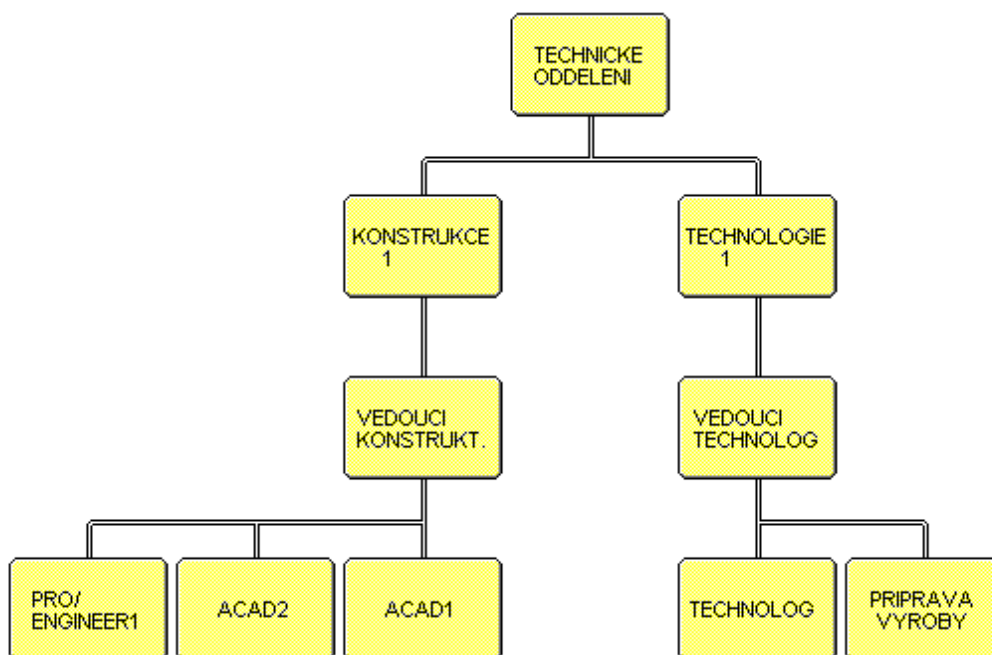 TECHNICKE
ODDELENI
KONSTRUKCE
1
TECHNOLOGIE
1
VEDOUCI
KONSTRUKT.
VEDOUCI
TECHNOLOG
PRO/
ENGINEER1
ACAD2
ACAD1
TECHNOLOG
PRIPRAVA
VYROBY